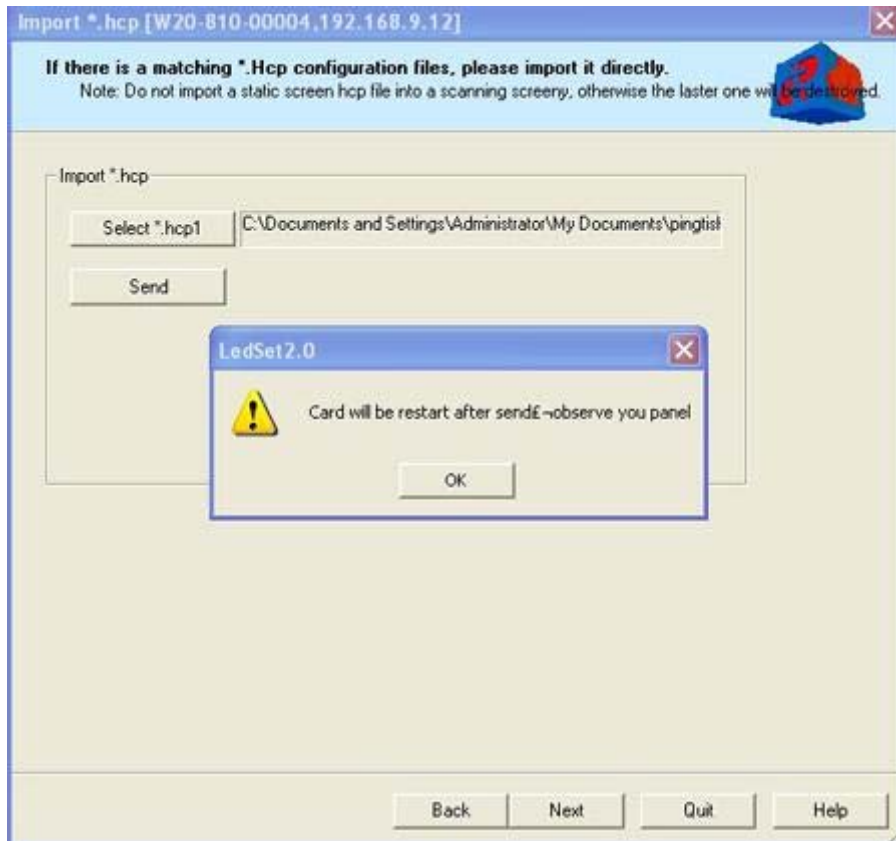 Import *.hcp [W20-810-00004,192.168.9.12]
If there is a matching *.Hcp configuration files, please import it directly.
Note: Do not import a static screen hcp file into a scanning screeny, otherwise the laster one will be destroyed.
Import *.hcp
Select *.hcp1
C:\Documents and Settings\Administrator\My Documents\pingtisl
Send
LedSet2.0
Card will be restart after send£¬observe you panel
OK
Back
Next
Quit
Help